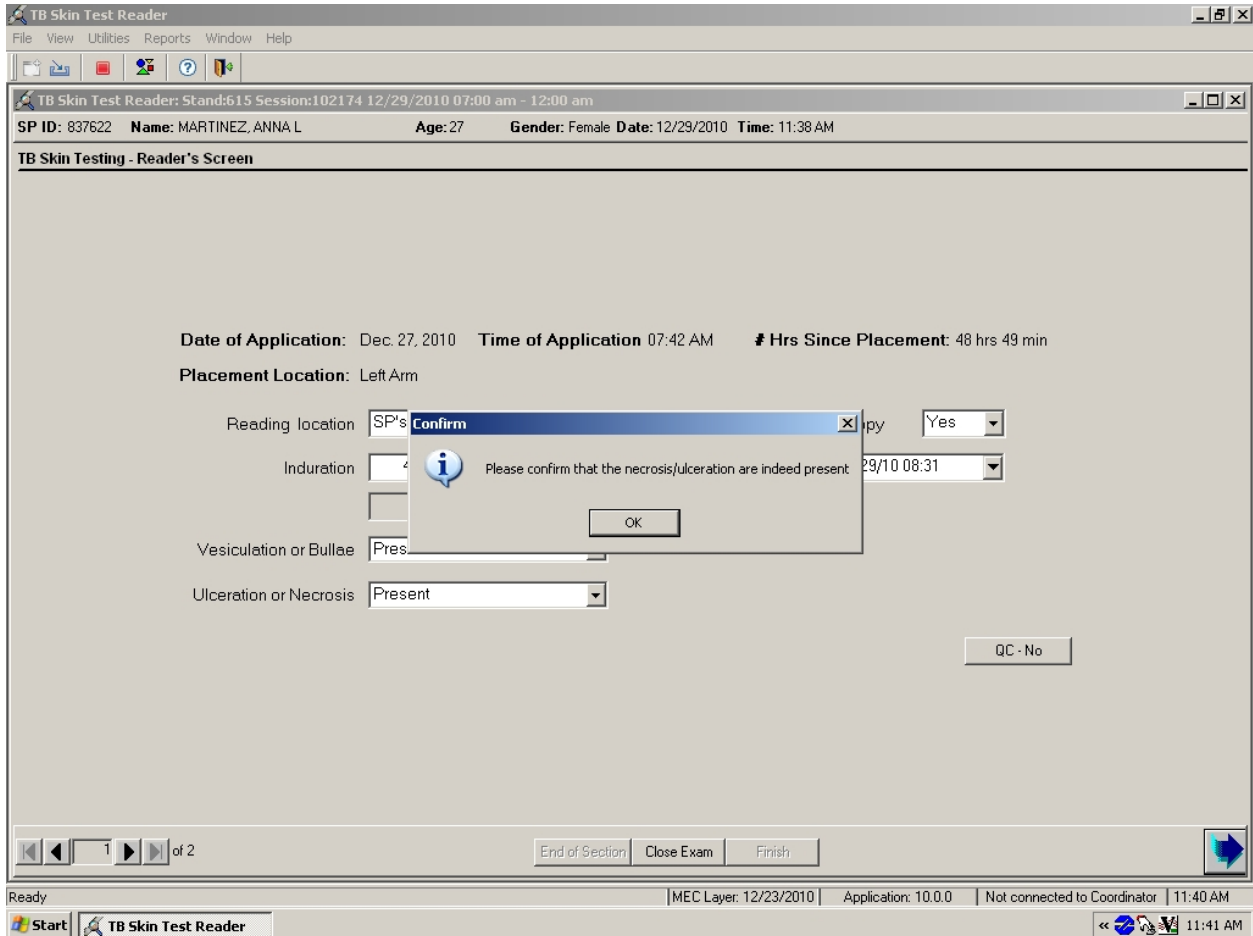 TB Skin Test Reader
File View Utilities Reports Window Help
TB Skin Test Reader: Stand:615 Session:102174 12/29/2010 07:00 am - 12:00 am
SP ID: 837622 Name: MARTINEZ, ANNA L Age: 27 Gender: Female Date: 12/29/2010 Time: 11:38 AM
TB Skin Testing - Reader's Screen
Date of Application: Dec. 27, 2010 Time of Application 07:42 AM # Hrs Since Placement: 48 hrs 49 min
Placement Location: Left Arm
Reading location SP's Yes
Confirm
Induration 4 29/10 08:31
Please confirm that the necrosis/ulceration are indeed present
OK
Vesiculation or Bullae Pres
Ulceration or Necrosis Present
QC - No
1 of 2 End of Section Close Exam Finish
Ready MEC Layer: 12/23/2010 Application: 10.0.0 Not connected to Coordinator 11:40 AM
Start TB Skin Test Reader « 11:41 AM